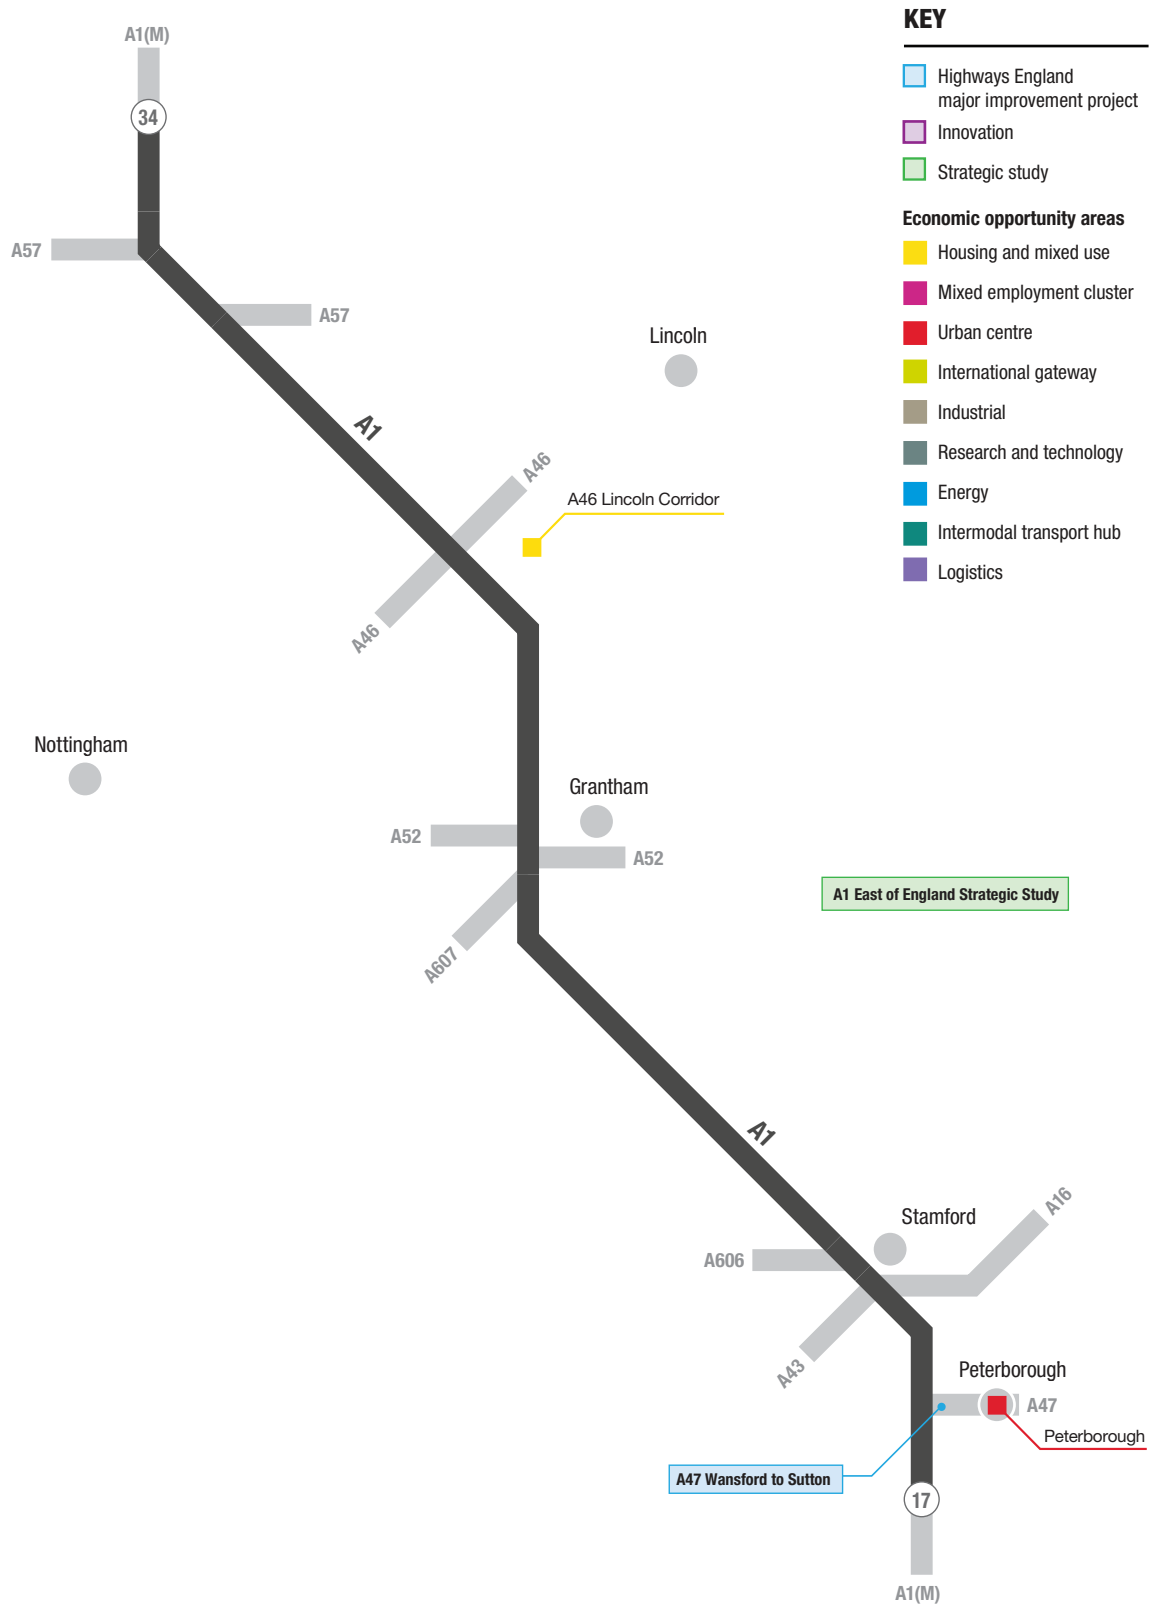 A1(M)
34
A57
A57
Lincoln
A1
A46
A46 Lincoln Corridor
A46
Nottingham
Grantham
A52
A52
A607
A1 East of England Strategic Study
A1
A16
Stamford
A606
A43
Peterborough
A47
Peterborough
A47 Wansford to Sutton
17
A1(M)
KEY
Highways England
major improvement project
Innovation
Strategic study
Economic opportunity areas
Housing and mixed use
Mixed employment cluster
Urban centre
International gateway
Industrial
Research and technology
Energy
Intermodal transport hub
Logistics